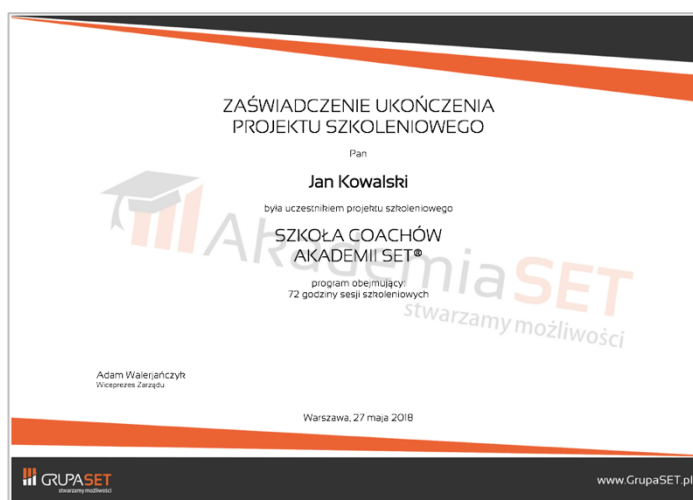 ZAŚWIADCZENIE UKOŃCZENIA
PROJEKTU SZKOLENIOWEGO
Pan
Jan Kowalski
była uczestnikiem projektu szkoleniowego
SZKOŁA COACHÓW
AKADEMII SET®
program obejmujący:
72 godziny sesji szkoleniowych
AkademiaSET
stwarzamy możliwości
Adam Walerjańczyk
Wiceprezes Zarządu
Warszawa, 27 maja 2018
GRUPASET
stwarzamy możliwości
www.GrupaSET.pl